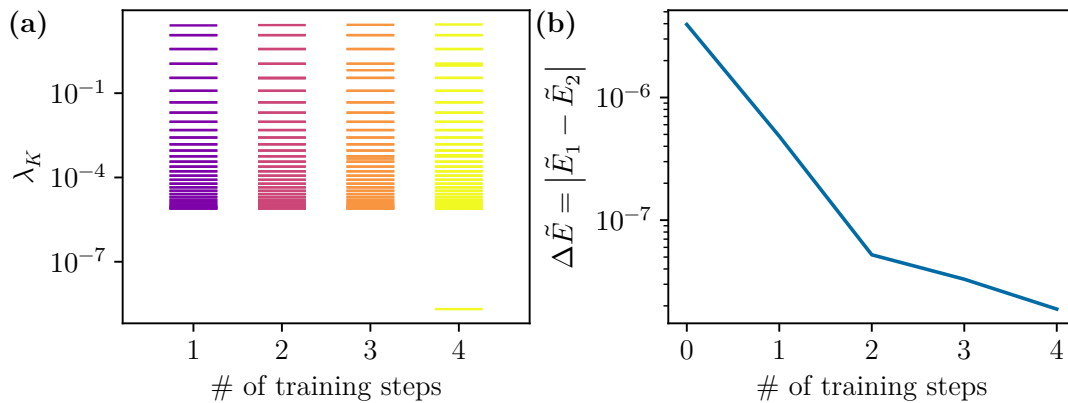 (a)
λ_K
10^{-1}
10^{-4}
10^{-7}
1 2 3 4
# of training steps
(b)
ΔẼ = |Ẽ_1 − Ẽ_2|
10^{-6}
10^{-7}
0 1 2 3 4
# of training steps